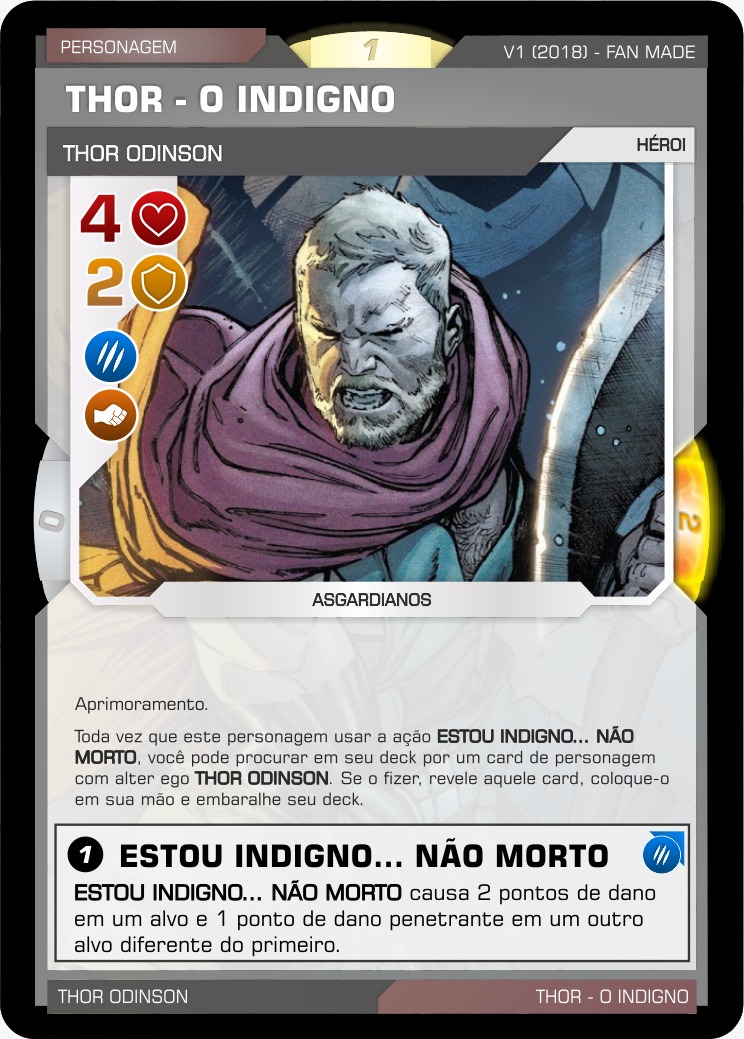 PERSONAGEM
1
V1 (2018) - FAN MADE
THOR - O INDIGNO
THOR ODINSON
HÉROI
4
2
0
2
ASGARDIANOS
Aprimoramento.
Toda vez que este personagem usar a ação ESTOU INDIGNO... NÃO
MORTO, você pode procurar em seu deck por um card de personagem
com alter ego THOR ODINSON. Se o fizer, revele aquele card, coloque-o
em sua mão e embaralhe seu deck.
1 ESTOU INDIGNO... NÃO MORTO
ESTOU INDIGNO... NÃO MORTO causa 2 pontos de dano
em um alvo e 1 ponto de dano penetrante em um outro
alvo diferente do primeiro.
THOR ODINSON
THOR - O INDIGNO